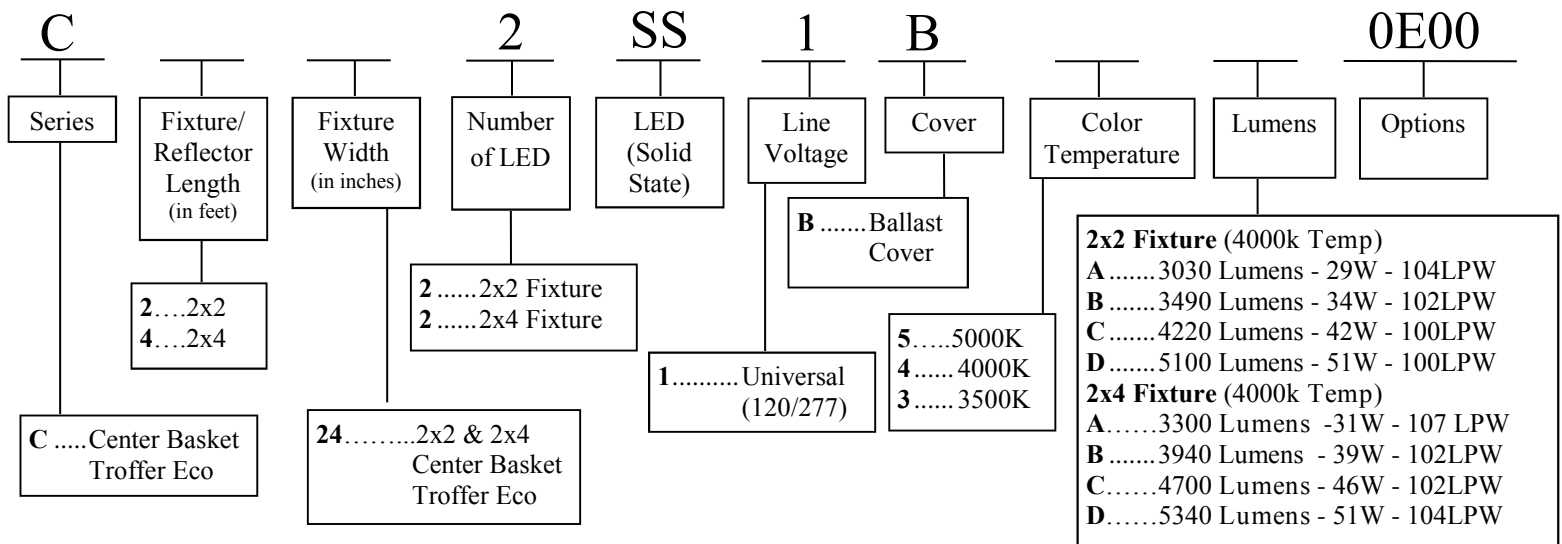 C 2 SS 1 B 0E00
Series
Fixture/
Reflector
Length
(in feet)
Fixture
Width
(in inches)
Number
of LED
LED
(Solid
State)
Line
Voltage
Cover
Color
Temperature
Lumens
Options
2....2x2
4....2x4
2 ......2x2 Fixture
2 ......2x4 Fixture
B .......Ballast
Cover
5.....5000K
4 ......4000K
3 ......3500K
1..........Universal
(120/277)
C .....Center Basket
Troffer Eco
24.........2x2 & 2x4
Center Basket
Troffer Eco
2x2 Fixture (4000k Temp)
A .......3030 Lumens - 29W - 104LPW
B .......3490 Lumens - 34W - 102LPW
C .......4220 Lumens - 42W - 100LPW
D .......5100 Lumens - 51W - 100LPW
2x4 Fixture (4000k Temp)
A......3300 Lumens -31W - 107 LPW
B .......3940 Lumens - 39W - 102LPW
C......4700 Lumens - 46W - 102LPW
D......5340 Lumens - 51W - 104LPW